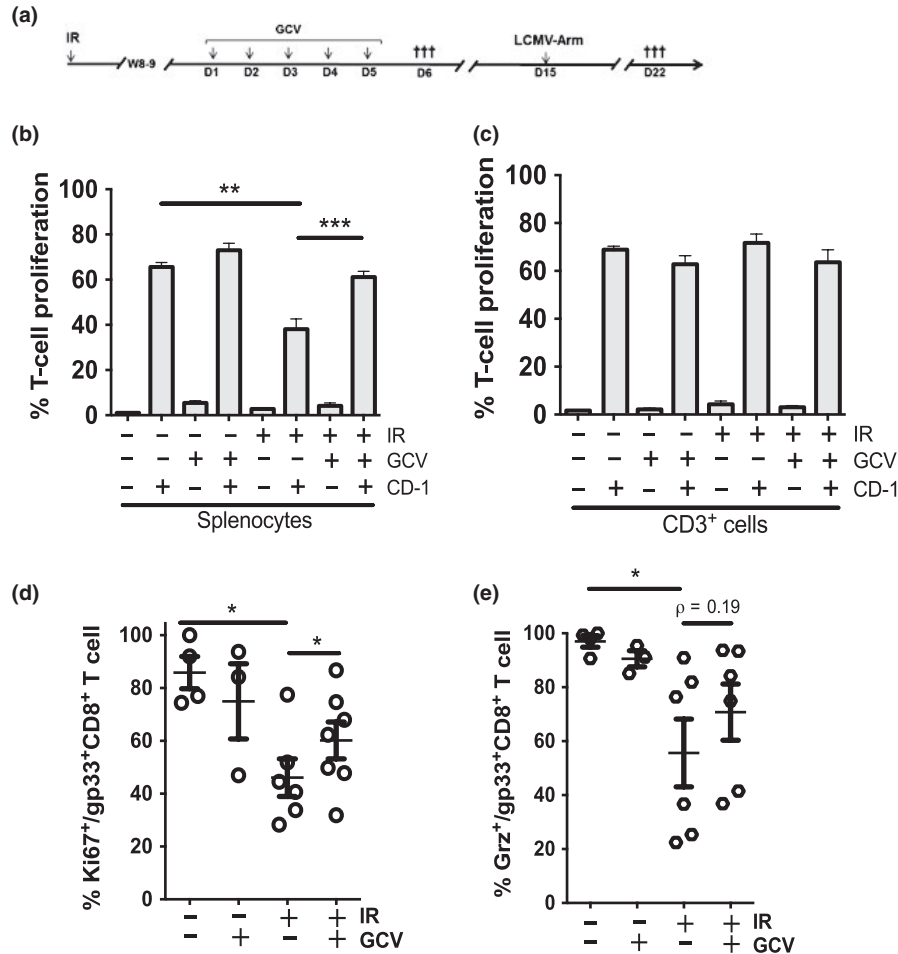 (a)
IR
GCV
LCMV-Arm
W8-9
D1 D2 D3 D4 D5 D6 D15 D22
(b)
% T-cell proliferation
100
80
60
40
20
0
**
***
− − − − + + + + IR
− − + + − − + + GCV
− + − + − + − + CD-1
Splenocytes
(c)
% T-cell proliferation
100
80
60
40
20
0
− − − − + + + + IR
− − + + − − + + GCV
− + − + − + − + CD-1
CD3⁺ cells
(d)
% Ki67⁺/gp33⁺CD8⁺ T cell
100
80
60
40
20
0
*
*
− − + + IR
− + − + GCV
(e)
% Grz⁺/gp33⁺CD8⁺ T cell
100
80
60
40
20
0
*
ρ = 0.19
− − + + IR
− + − + GCV